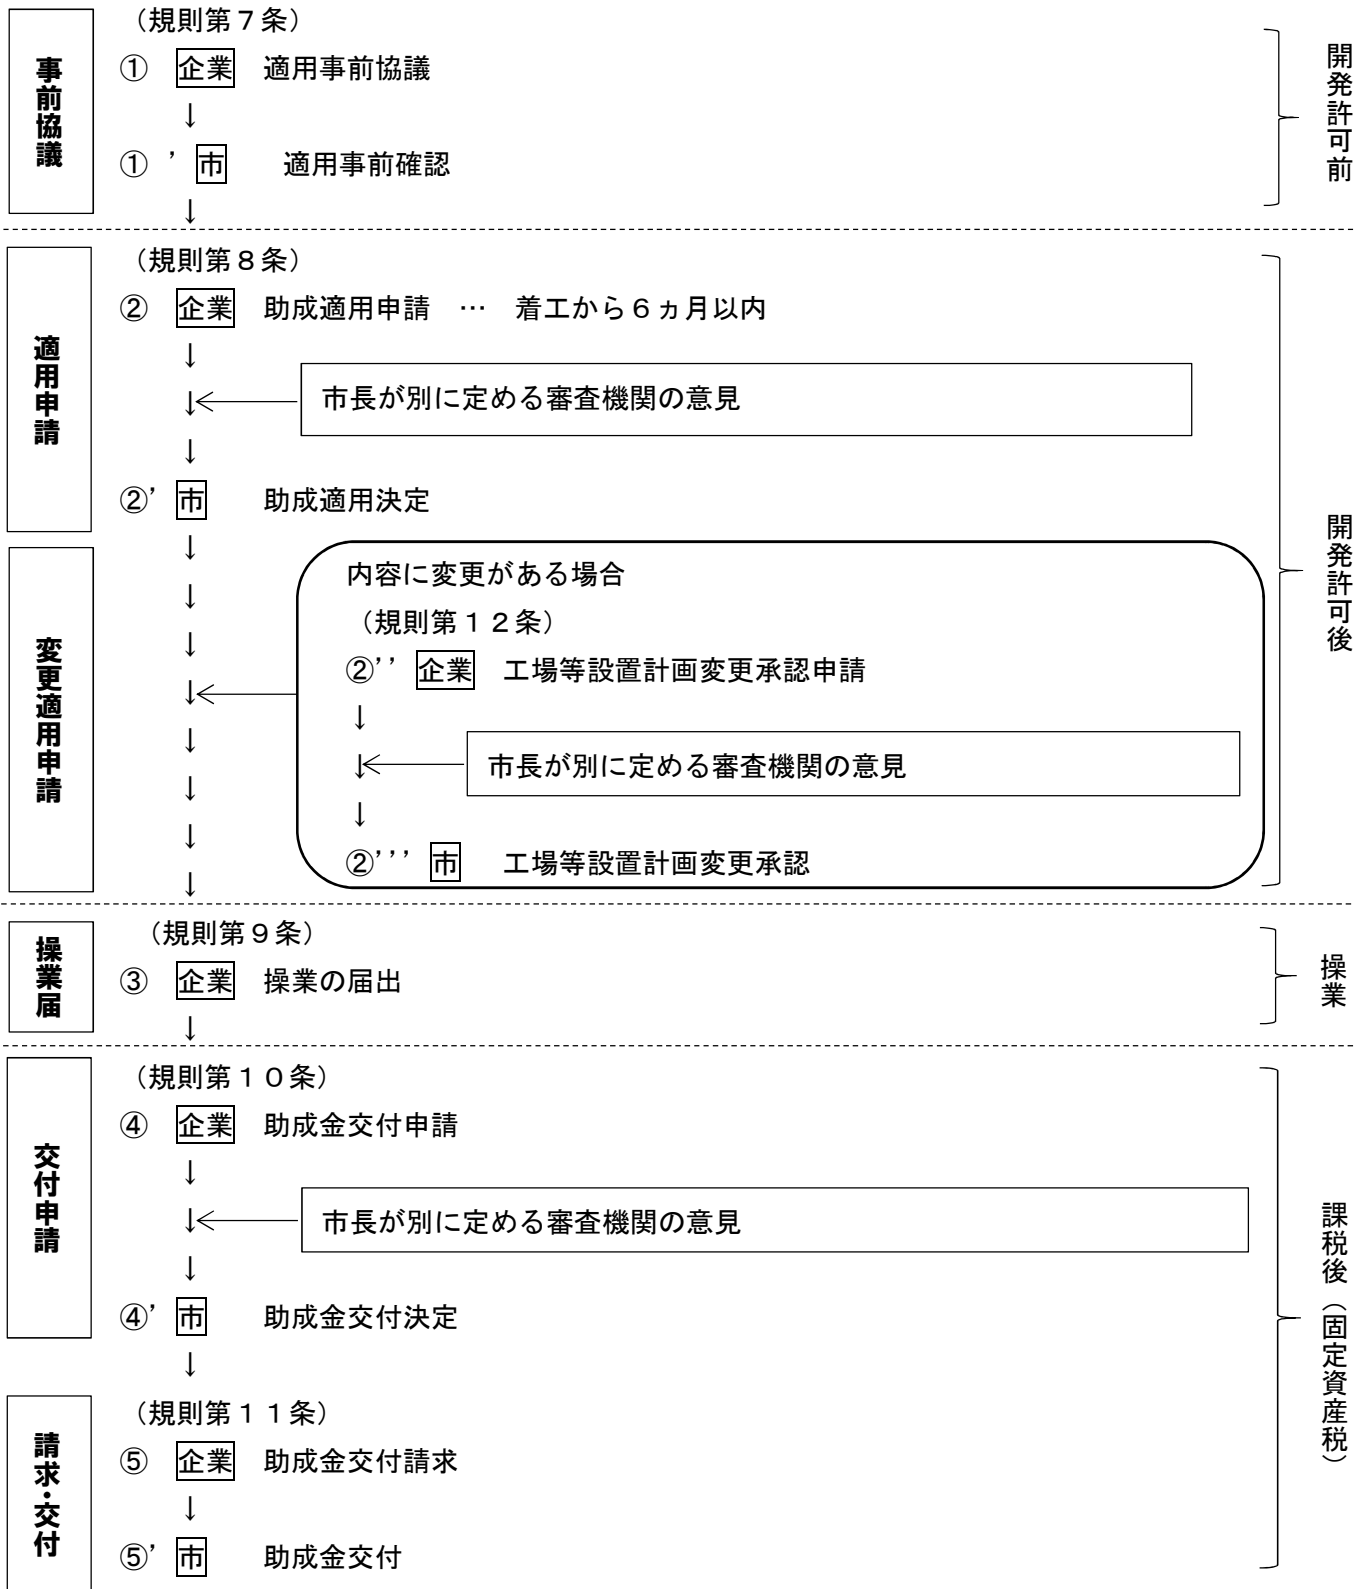 事前協議
（規則第７条）
① 企業 適用事前協議
↓
①’ 市 適用事前確認
↓
開発許可前
適用申請
（規則第８条）
② 企業 助成適用申請 … 着工から６ヵ月以内
↓
↓← 市長が別に定める審査機関の意見
↓
②’ 市 助成適用決定
↓
変更適用申請
↓
内容に変更がある場合
（規則第１２条）
②’’ 企業 工場等設置計画変更承認申請
↓
↓← 市長が別に定める審査機関の意見
↓
②’’’ 市 工場等設置計画変更承認
↓
開発許可後
操業届
（規則第９条）
③ 企業 操業の届出
↓
操業
交付申請
（規則第１０条）
④ 企業 助成金交付申請
↓
↓← 市長が別に定める審査機関の意見
↓
④’ 市 助成金交付決定
↓
請求・交付
（規則第１１条）
⑤ 企業 助成金交付請求
↓
⑤’ 市 助成金交付
課税後（固定資産税）